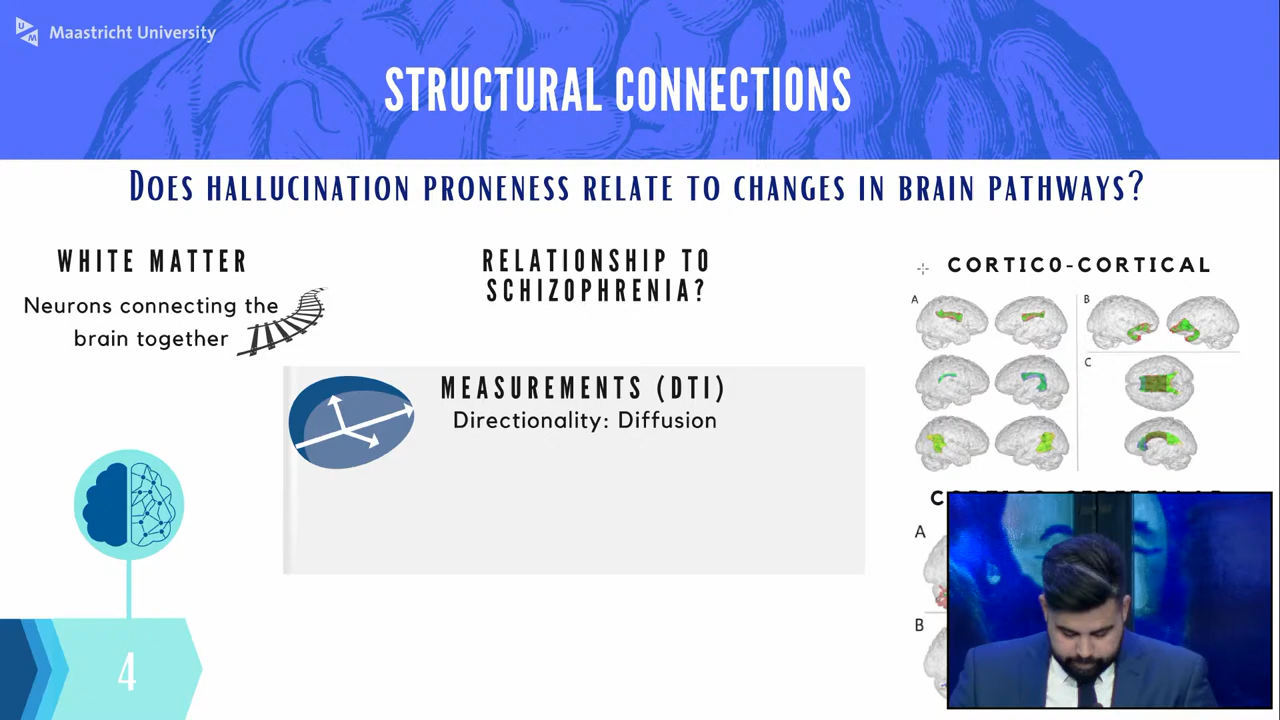 Maastricht University
STRUCTURAL CONNECTIONS
DOES HALLUCINATION PRONENESS RELATE TO CHANGES IN BRAIN PATHWAYS?
WHITE MATTER
Neurons connecting the
brain together
RELATIONSHIP TO
SCHIZOPHRENIA?
MEASUREMENTS (DTI)
Directionality: Diffusion
CORTIC0-CORTICAL
A
B
C
A
B
4